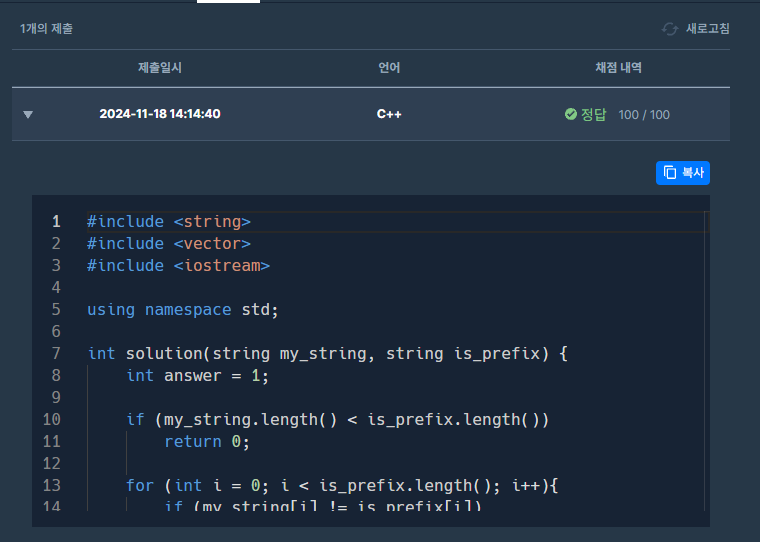 1개의 제출 새로고침
제출일시 언어 채점 내역
2024-11-18 14:14:40 C++ 정답 100 / 100
복사
1 #include <string>
2 #include <vector>
3 #include <iostream>
4
5 using namespace std;
6
7 int solution(string my_string, string is_prefix) {
8 int answer = 1;
9
10 if (my_string.length() < is_prefix.length())
11 return 0;
12
13 for (int i = 0; i < is_prefix.length(); i++){
14 if (my_string[i] != is_prefix[i])